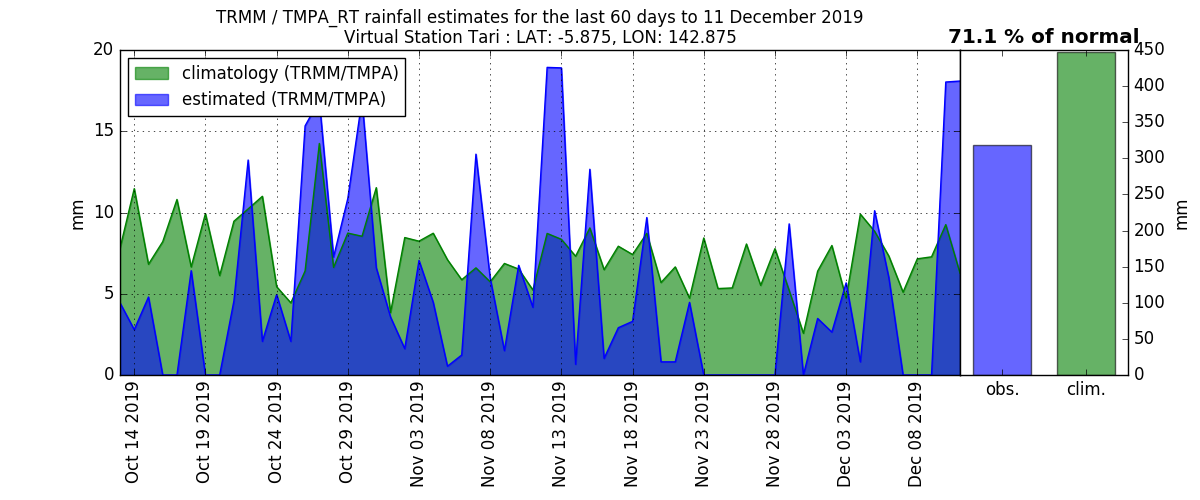 TRMM / TMPA_RT rainfall estimates for the last 60 days to 11 December 2019
Virtual Station Tari : LAT: -5.875, LON: 142.875
71.1 % of normal
climatology (TRMM/TMPA)
estimated (TRMM/TMPA)
20
15
10
5
0
mm
Oct 14 2019
Oct 19 2019
Oct 24 2019
Oct 29 2019
Nov 03 2019
Nov 08 2019
Nov 13 2019
Nov 18 2019
Nov 23 2019
Nov 28 2019
Dec 03 2019
Dec 08 2019
obs.
clim.
450
400
350
300
250
200
150
100
50
0
mm